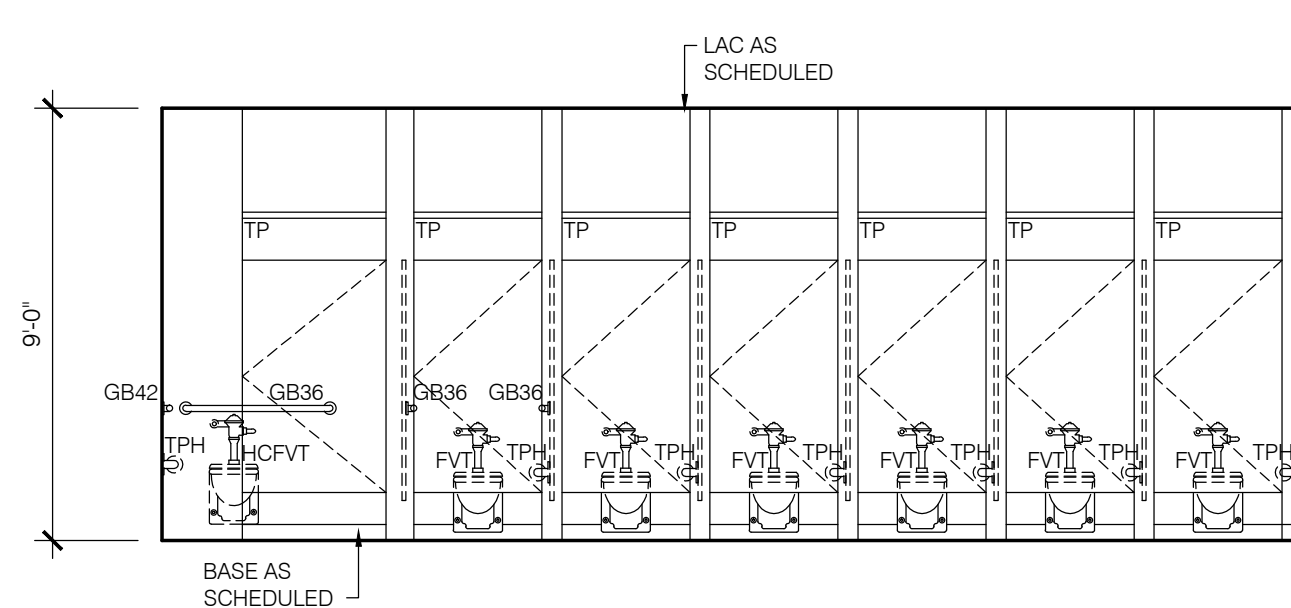 LAC AS
SCHEDULED
9'-0"
TP TP TP TP TP TP TP
GB42 GB36 GB36 GB36
TPH HCFVT FVT TPH FVT TPH FVT TPH FVT TPH FVT TPH FVT TPH
BASE AS
SCHEDULED